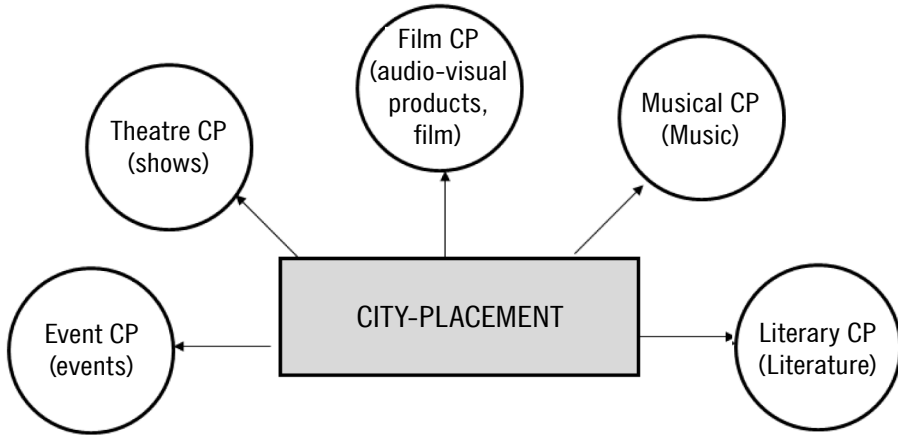 Film CP
(audio-visual
products,
film)
Theatre CP
(shows)
Musical CP
(Music)
CITY-PLACEMENT
Event CP
(events)
Literary CP
(Literature)